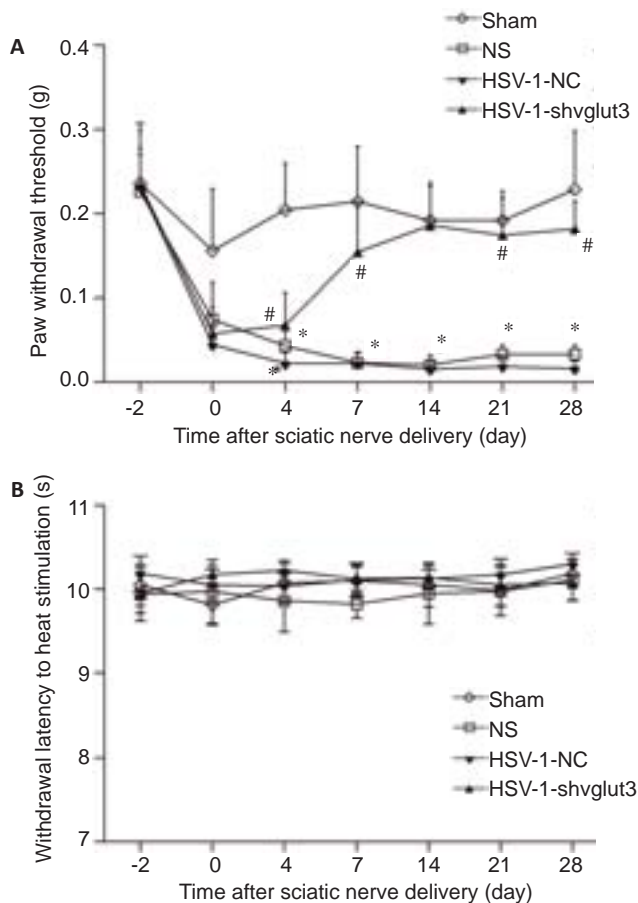 A
Sham
NS
HSV-1-NC
HSV-1-shvglut3
Paw withdrawal threshold (g)
0.4
0.3
0.2
0.1
0.0
#
#
#
#
*
*
*
*
*
*
-2 0 4 7 14 21 28
Time after sciatic nerve delivery (day)
B
Withdrawal latency to heat stimulation (s)
11
10
9
8
7
Sham
NS
HSV-1-NC
HSV-1-shvglut3
-2 0 4 7 14 21 28
Time after sciatic nerve delivery (day)